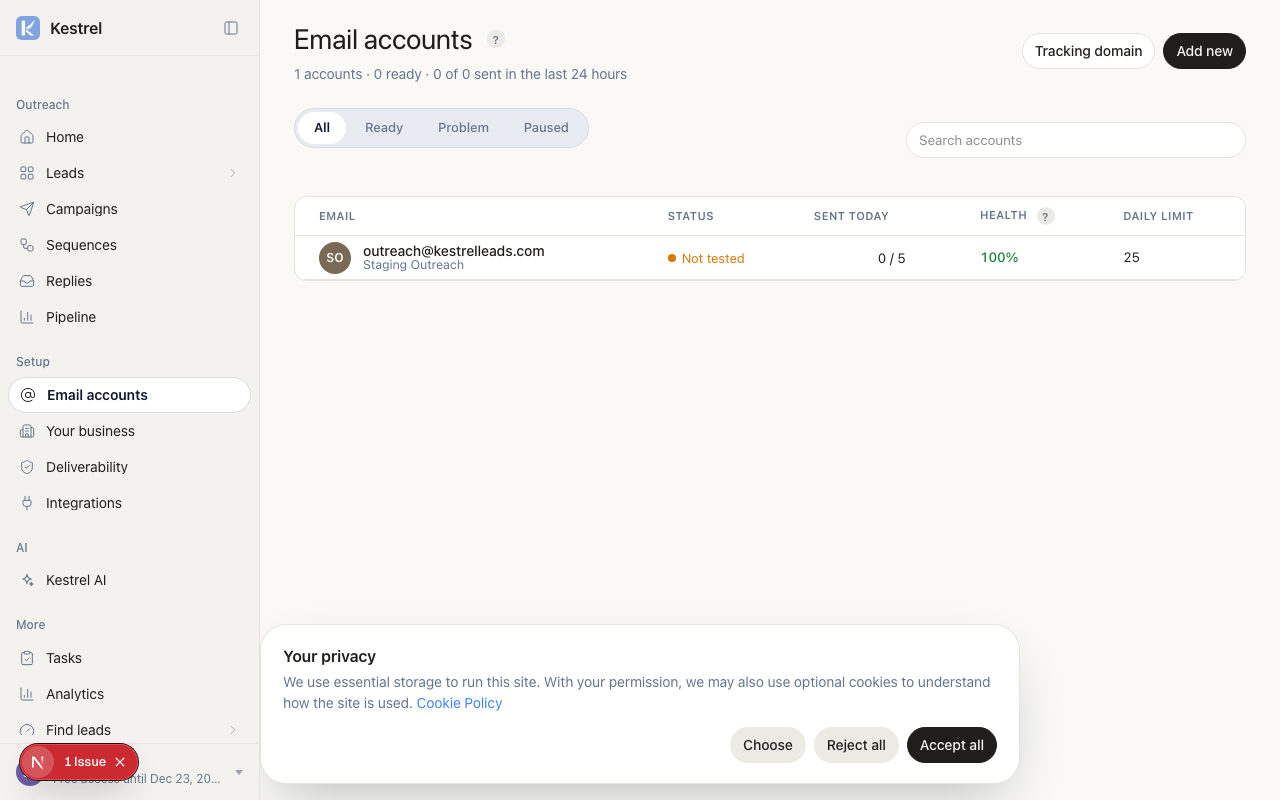 Kestrel
Outreach
Home
Leads
Campaigns
Sequences
Replies
Pipeline
Setup
Email accounts
Your business
Deliverability
Integrations
AI
Kestrel AI
More
Tasks
Analytics
Find leads
1 Issue
until Dec 23, 20...
Email accounts ?
1 accounts · 0 ready · 0 of 0 sent in the last 24 hours
Tracking domain
Add new
All Ready Problem Paused
Search accounts
EMAIL STATUS SENT TODAY HEALTH ? DAILY LIMIT
SO outreach@kestrelleads.com Not tested 0 / 5 100% 25
Staging Outreach
Your privacy
We use essential storage to run this site. With your permission, we may also use optional cookies to understand
how the site is used. Cookie Policy
Choose Reject all Accept all